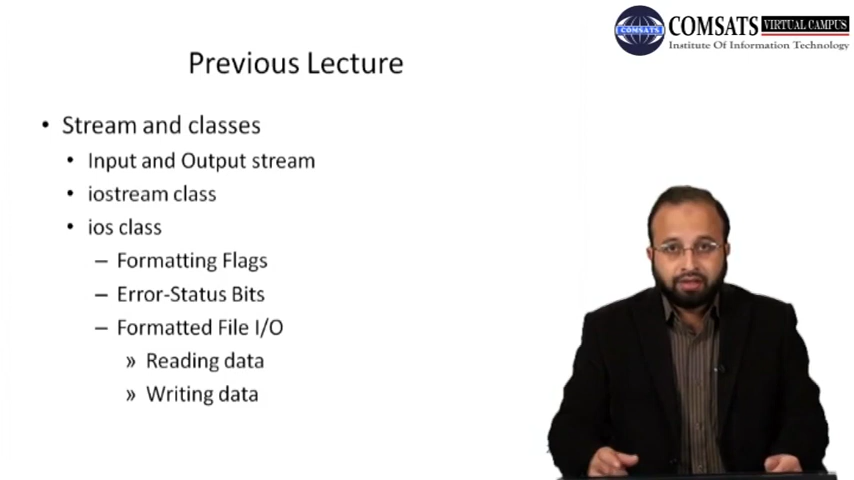 COMSATS VIRTUAL CAMPUS
Institute Of Information Technology
COMSATS
Previous Lecture
• Stream and classes
• Input and Output stream
• iostream class
• ios class
– Formatting Flags
– Error-Status Bits
– Formatted File I/O
» Reading data
» Writing data